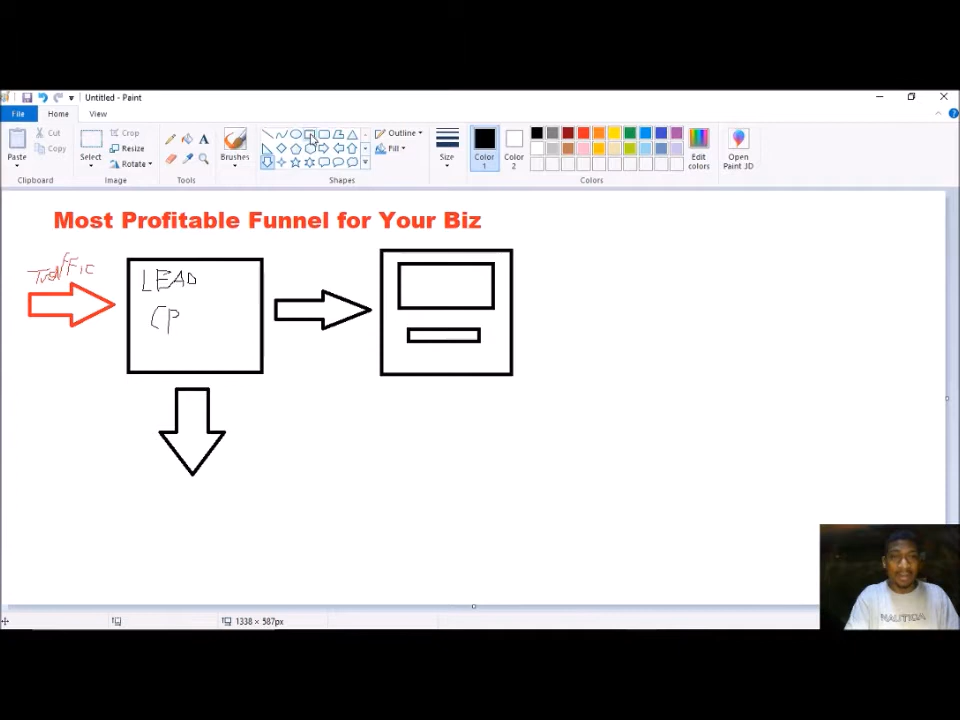 Untitled - Paint
File
Home
View
Paste
Cut
Copy
Clipboard
Select
Crop
Resize
Rotate
Image
Tools
Brushes
Shapes
Outline
Fill
Size
Color 1
Color 2
Edit colors
Open Paint 3D
Colors
Most Profitable Funnel for Your Biz
Traffic
LEAD
CP
NAUTICA
1338 × 587px